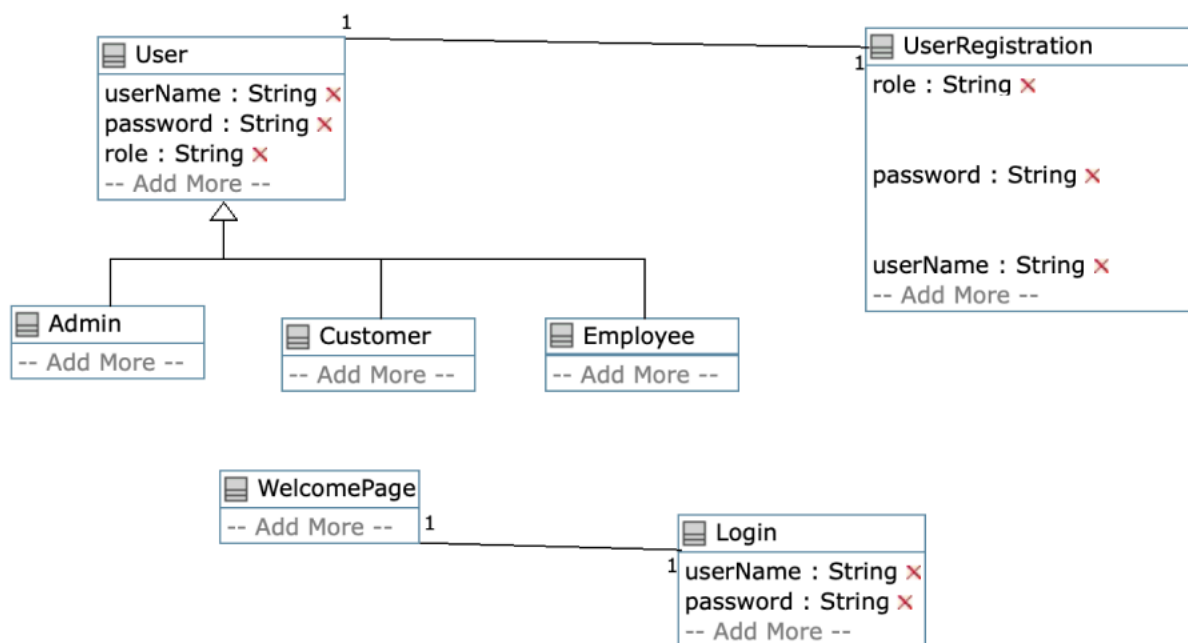 1
User
userName : String
password : String
role : String
-- Add More --
UserRegistration
1
role : String
password : String
userName : String
-- Add More --
Admin
-- Add More --
Customer
-- Add More --
Employee
-- Add More --
WelcomePage
-- Add More --
1
Login
1
userName : String
password : String
-- Add More --